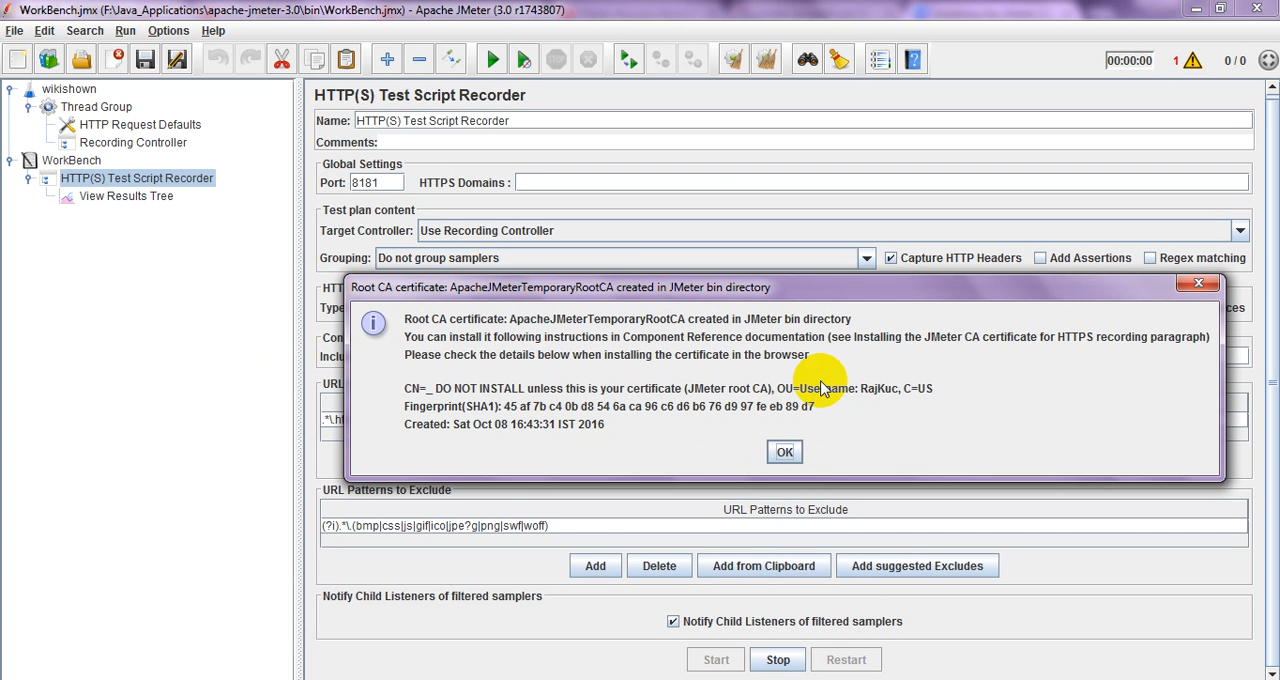 WorkBench.jmx (F:\Java_Applications\apache-jmeter-3.0\bin\WorkBench.jmx) - Apache JMeter (3.0 r1743807)
File Edit Search Run Options Help
00:00:00 1 0 / 0
wikishown
Thread Group
HTTP Request Defaults
Recording Controller
WorkBench
HTTP(S) Test Script Recorder
View Results Tree
HTTP(S) Test Script Recorder
Name: HTTP(S) Test Script Recorder
Comments:
Global Settings
Port: 8181 HTTPS Domains :
Test plan content
Target Controller: Use Recording Controller
Grouping: Do not group samplers Capture HTTP Headers Add Assertions Regex matching
Root CA certificate: ApacheJMeterTemporaryRootCA created in JMeter bin directory
Root CA certificate: ApacheJMeterTemporaryRootCA created in JMeter bin directory
You can install it following instructions in Component Reference documentation (see Installing the JMeter CA certificate for HTTPS recording paragraph)
Please check the details below when installing the certificate in the browser
CN=_ DO NOT INSTALL unless this is your certificate (JMeter root CA), OU=Username: RajKuc, C=US
Fingerprint(SHA1): 45 af 7b c4 0b d8 54 6a ca 96 c6 d6 b6 76 d9 97 fe eb 89 d7
Created: Sat Oct 08 16:43:31 IST 2016
OK
URL Patterns to Exclude
URL Patterns to Exclude
(?i).*\.(bmp|css|js|gif|ico|jpe?g|png|swf|woff)
Add Delete Add from Clipboard Add suggested Excludes
Notify Child Listeners of filtered samplers
Notify Child Listeners of filtered samplers
Start Stop Restart